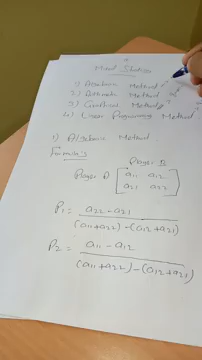 Mixed Strategy
1) Algebraic Method
2) Arithmetic Method
3) Graphical Method
4) Linear Programming Method
1) Algebraic Method
Formula's
Player B
Player A [a11 a12
a21 a22]
P1 = a22 - a21 / (a11 + a22) - (a12 + a21)
P2 = a11 - a12 / (a11 + a22) - (a12 + a21)